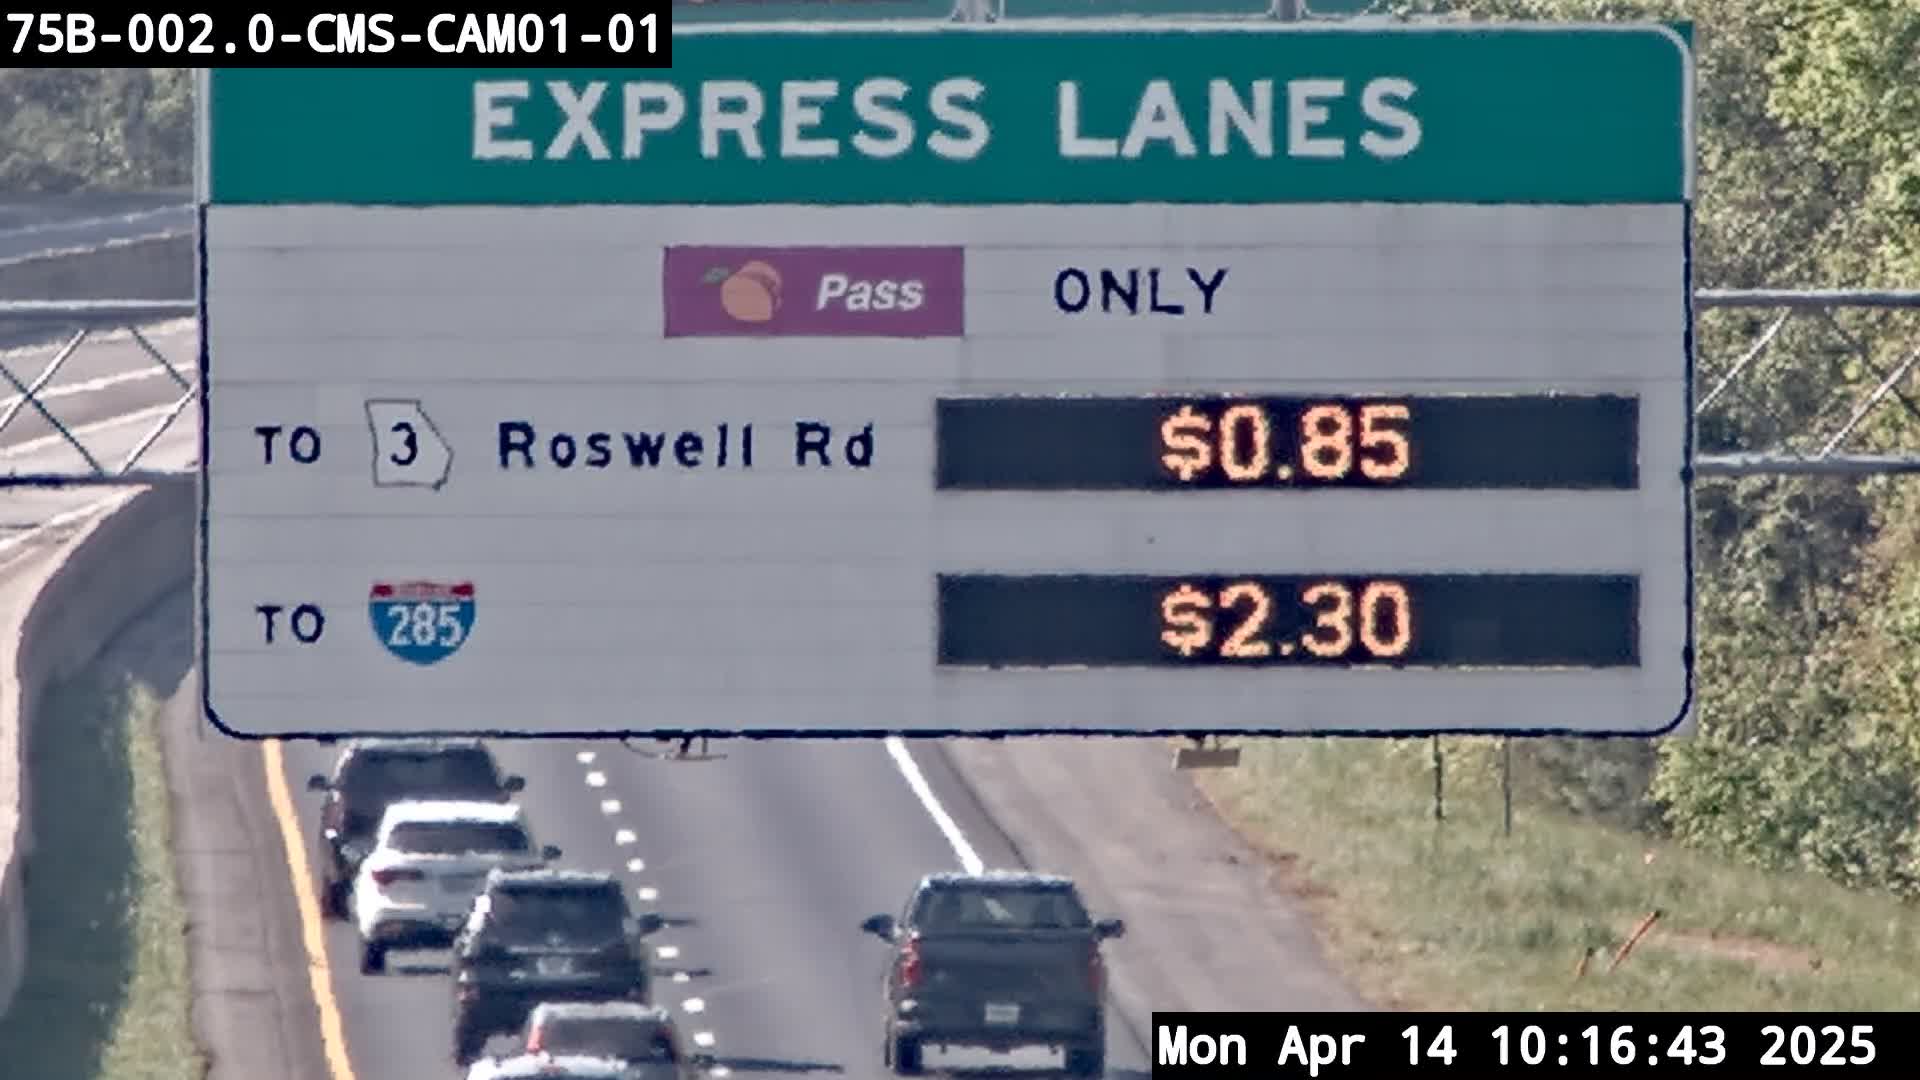 75B-002.0-CMS-CAM01-01
EXPRESS LANES
Pass ONLY
TO 3 Roswell Rd $0.85
TO 285 $2.30
Mon Apr 14 10:16:43 2025